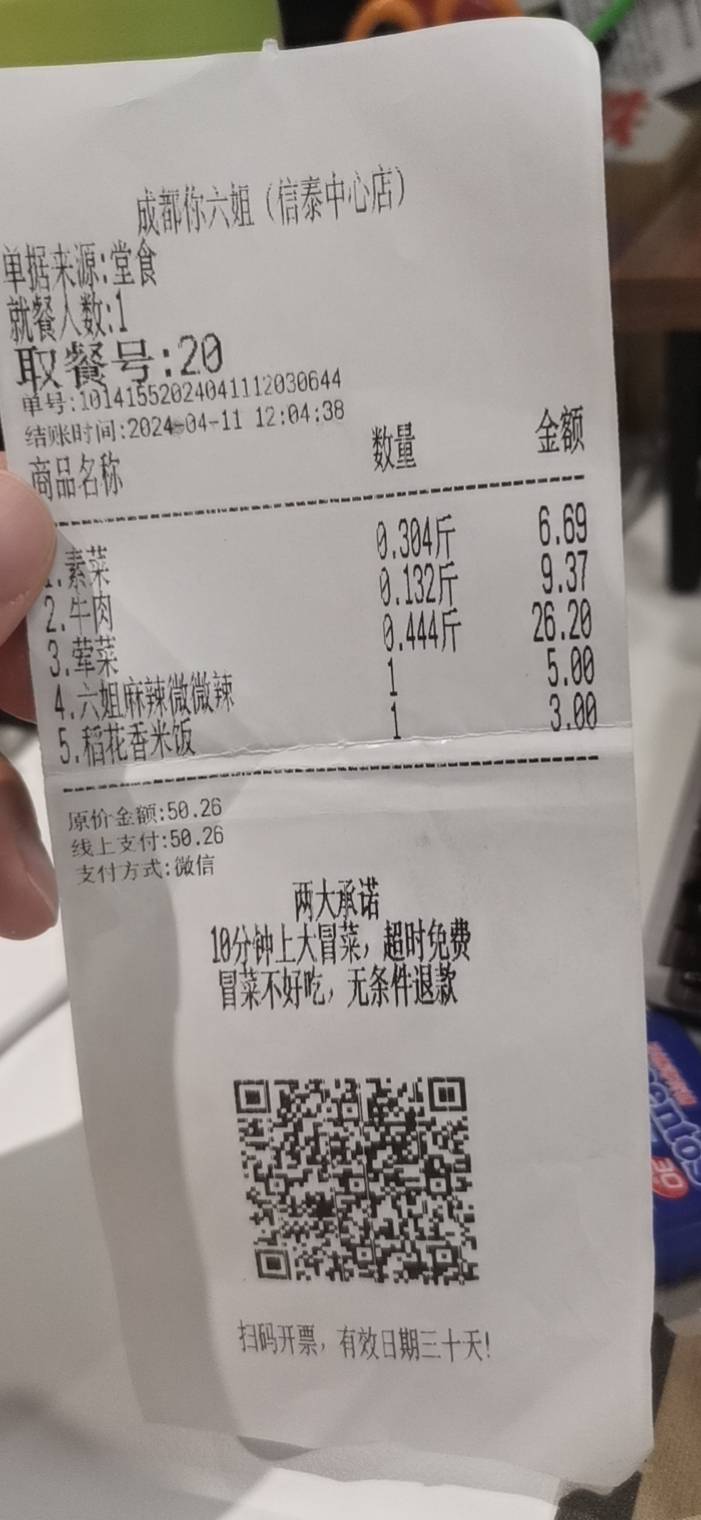 成都你六姐（信泰中心店）
单据来源:堂食
就餐人数:1
取餐号:20
单号:10141552024041112030644
结账时间:2024-04-11 12:04:38
商品名称 数量 金额
1.素菜 0.304斤 6.69
2.牛肉 0.132斤 9.37
3.荤菜 0.444斤 26.20
4.六姐麻辣微微辣 1 5.00
5.稻花香米饭 1 3.00
原价金额:50.26
线上支付:50.26
支付方式:微信
两大承诺
10分钟上大冒菜，超时免费
冒菜不好吃，无条件退款
扫码开票，有效日期三十天!